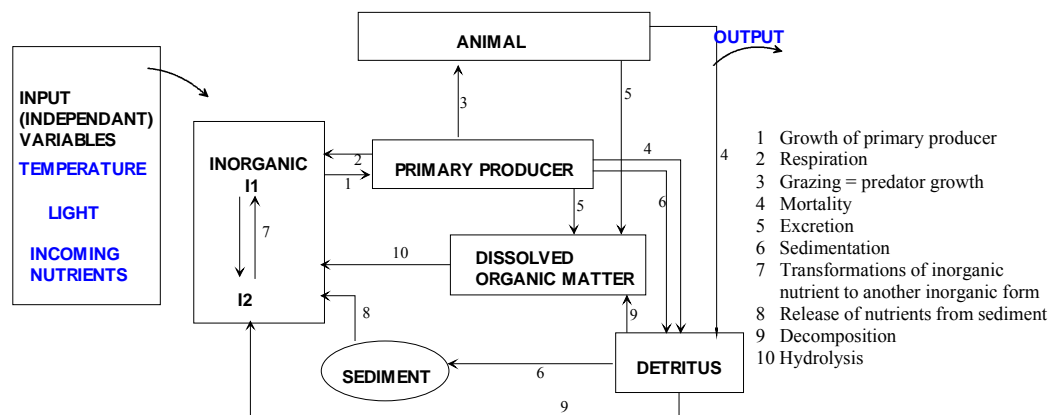 INPUT
(INDEPENDANT)
VARIABLES
TEMPERATURE
LIGHT
INCOMING
NUTRIENTS
ANIMAL
OUTPUT
3
5
4
INORGANIC
I1
7
I2
2
1
PRIMARY PRODUCER
4
6
5
10
DISSOLVED
ORGANIC MATTER
8
9
SEDIMENT
6
DETRITUS
9
1 Growth of primary producer
2 Respiration
3 Grazing = predator growth
4 Mortality
5 Excretion
6 Sedimentation
7 Transformations of inorganic
nutrient to another inorganic form
8 Release of nutrients from sediment
9 Decomposition
10 Hydrolysis